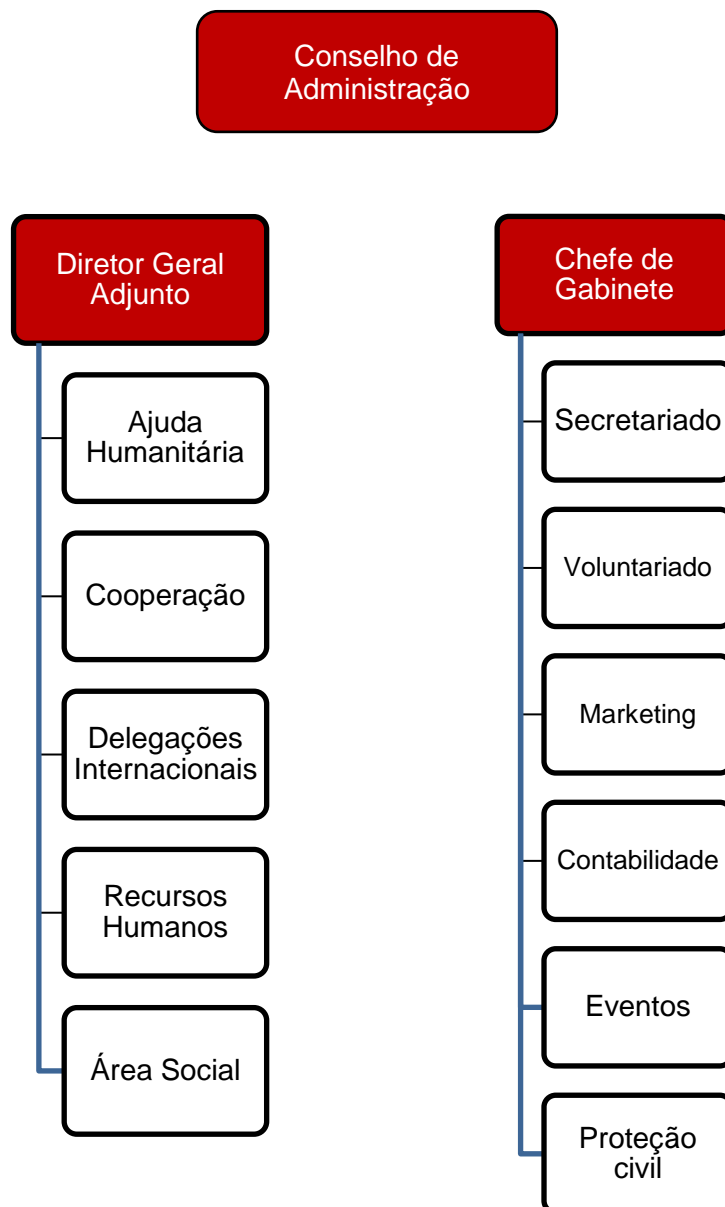 Conselho de
Administração
Diretor Geral
Adjunto
Ajuda
Humanitária
Cooperação
Delegações
Internacionais
Recursos
Humanos
Área Social
Chefe de
Gabinete
Secretariado
Voluntariado
Marketing
Contabilidade
Eventos
Proteção
civil